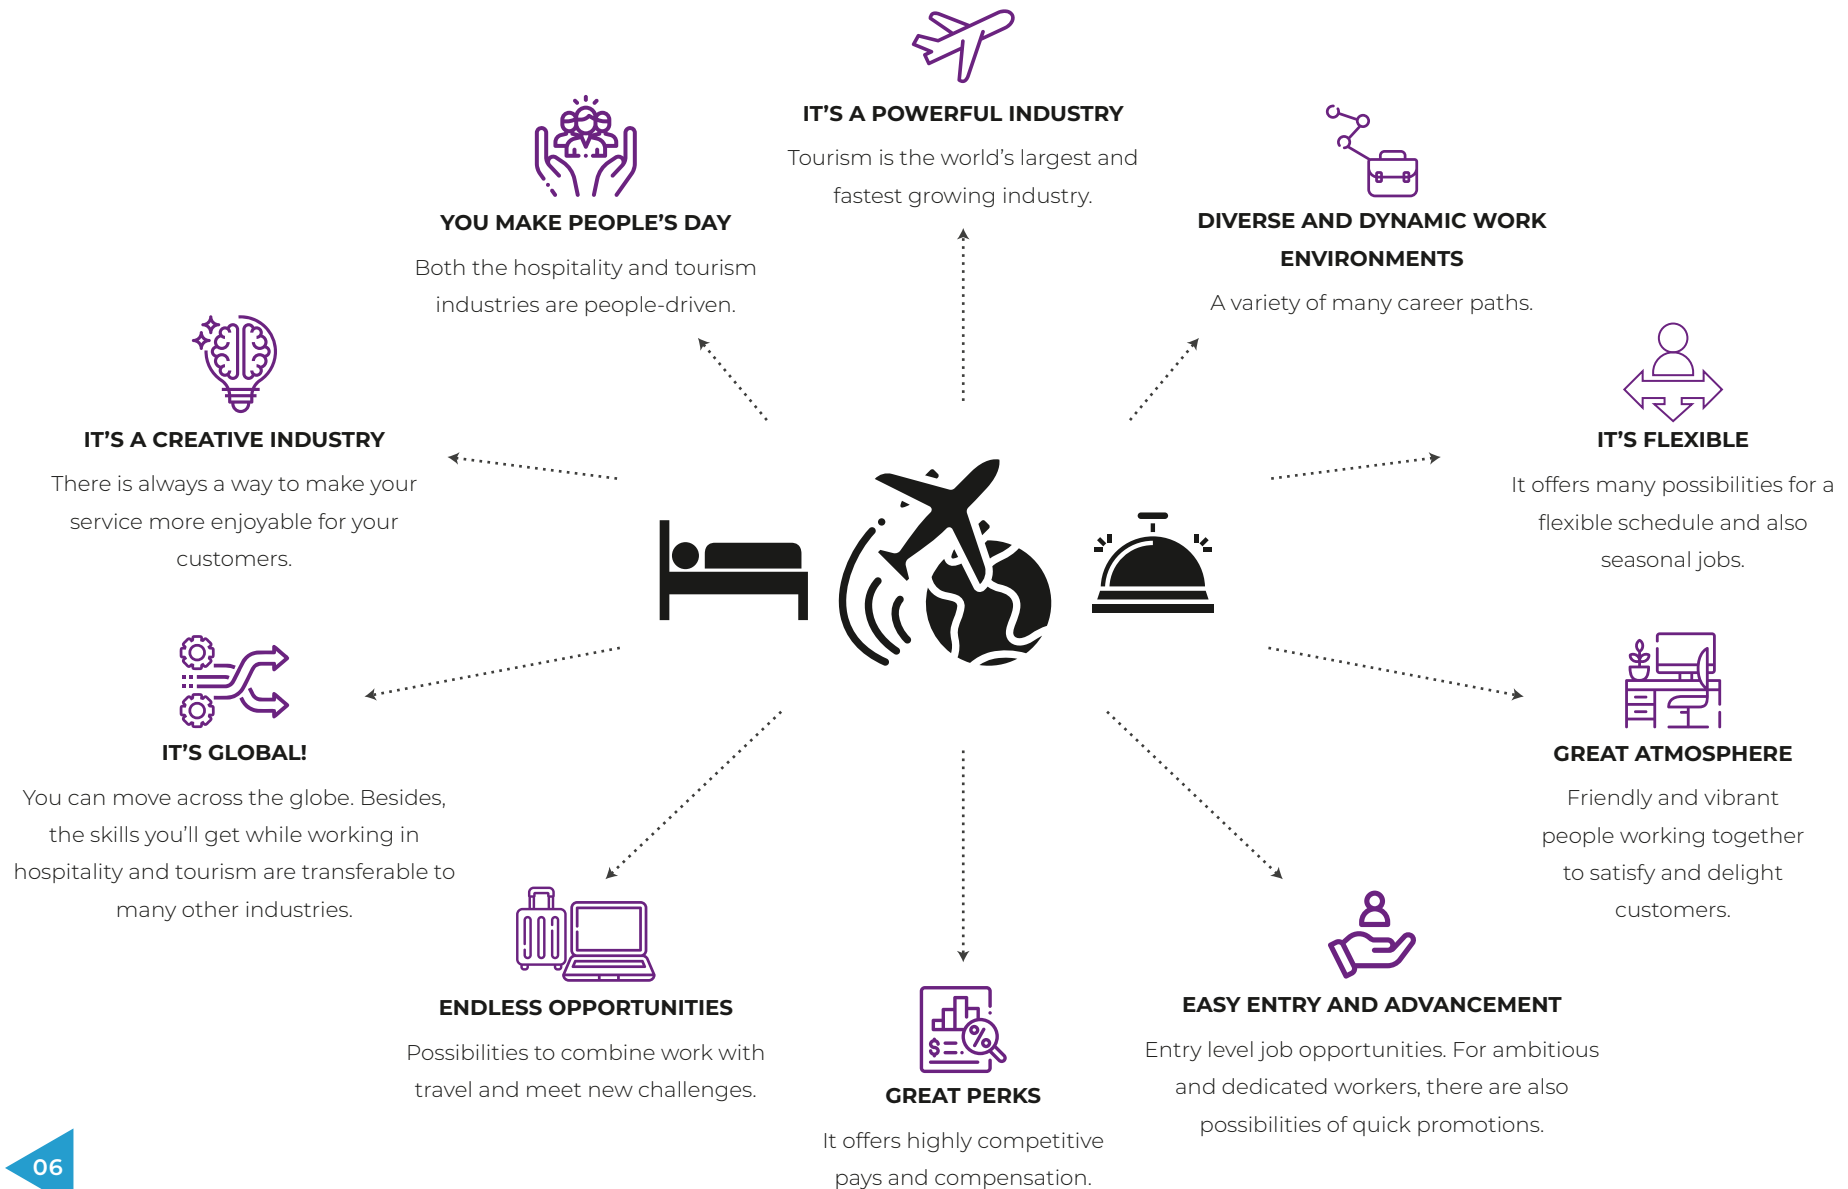 IT’S A POWERFUL INDUSTRY
Tourism is the world’s largest and
fastest growing industry.
DIVERSE AND DYNAMIC WORK
ENVIRONMENTS
A variety of many career paths.
IT’S FLEXIBLE
It offers many possibilities for a
flexible schedule and also
seasonal jobs.
GREAT ATMOSPHERE
Friendly and vibrant
people working together
to satisfy and delight
customers.
EASY ENTRY AND ADVANCEMENT
Entry level job opportunities. For ambitious
and dedicated workers, there are also
possibilities of quick promotions.
$
%
GREAT PERKS
It offers highly competitive
pays and compensation.
ENDLESS OPPORTUNITIES
Possibilities to combine work with
travel and meet new challenges.
IT’S GLOBAL!
You can move across the globe. Besides,
the skills you’ll get while working in
hospitality and tourism are transferable to
many other industries.
IT’S A CREATIVE INDUSTRY
There is always a way to make your
service more enjoyable for your
customers.
YOU MAKE PEOPLE’S DAY
Both the hospitality and tourism
industries are people-driven.
06